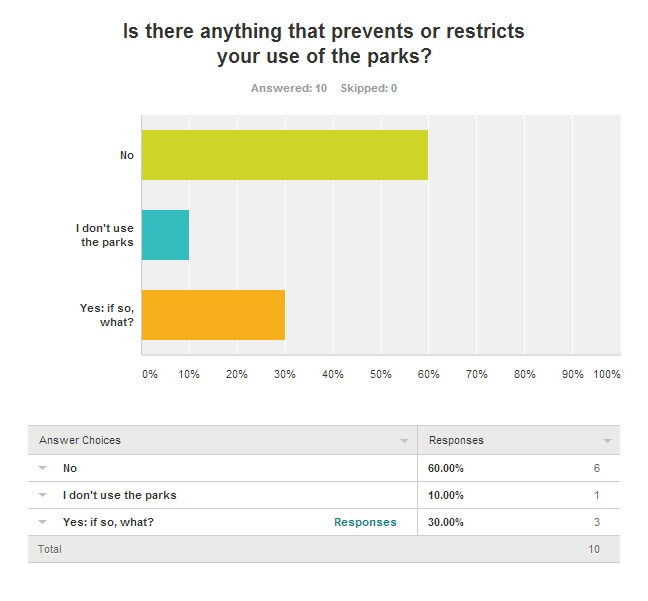 Is there anything that prevents or restricts
your use of the parks?
Answered: 10 Skipped: 0
No
I don't use
the parks
Yes: if so,
what?
0% 10% 20% 30% 40% 50% 60% 70% 80% 90% 100%
Answer Choices Responses
No 60.00% 6
I don't use the parks 10.00% 1
Yes: if so, what? Responses 30.00% 3
Total 10